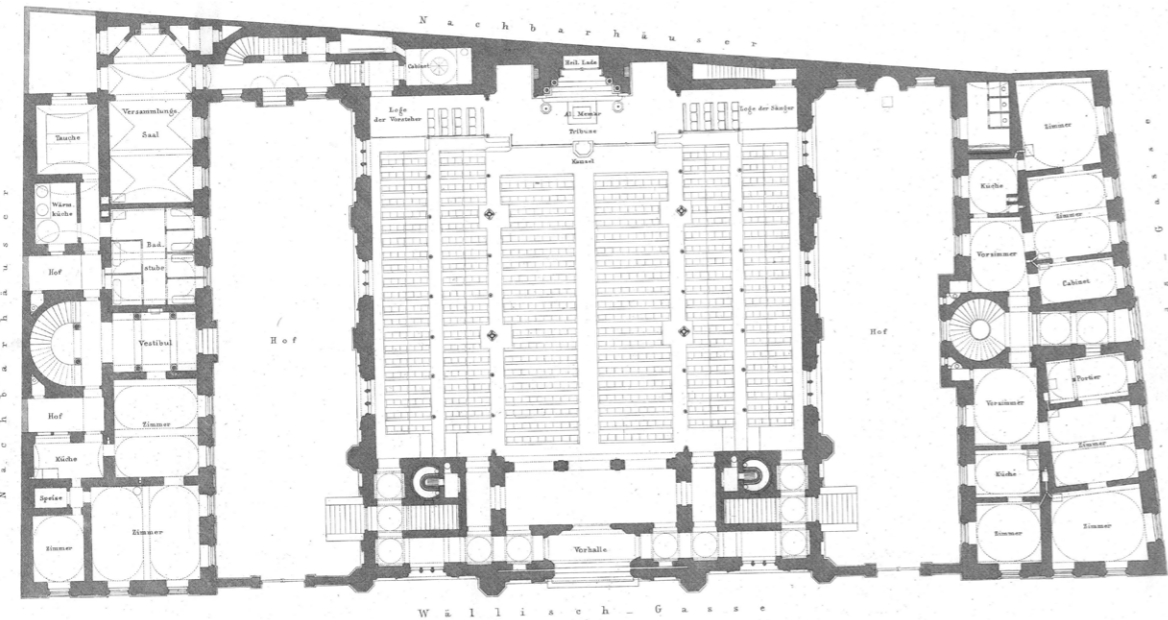 Nachbarhäuser
Cabinet
Heil. Lade
Versammlungs
Saal
Loge
der Vorsteher
Al. Memar
Tribune
Kanzel
Loge der Sänger
Zimmer
Tauche
Wärm-
küche
Bad
stube
Küche
Zimmer
Vorzimmer
Cabinet
Hof
Vestibul
Hof
Hof
Portier
Hof
Zimmer
Vorzimmer
Zimmer
Küche
Küche
Speise
Zimmer
Zimmer
Zimmer
Zimmer
Vorhalle
Nachbarhäuser
Gasse
Wällisch-Gasse